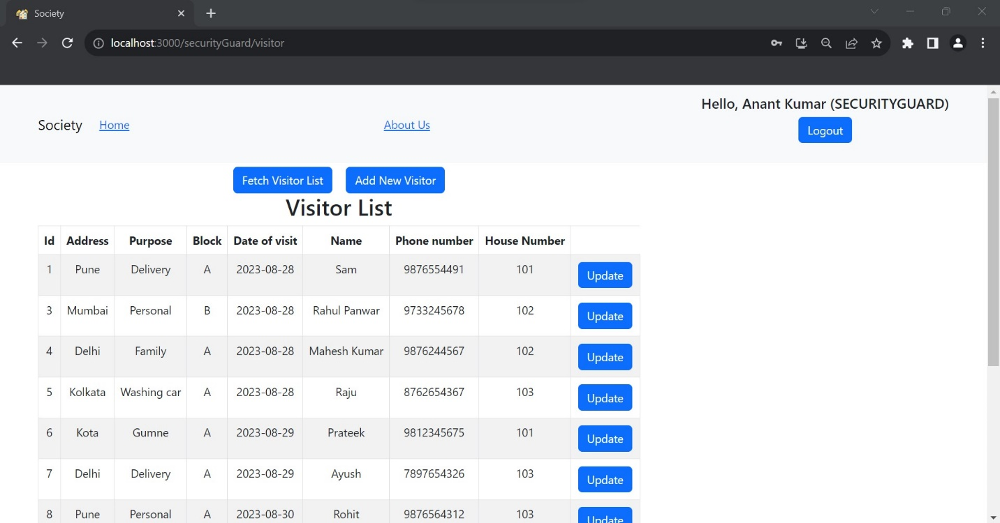 Society
localhost:3000/securityGuard/visitor
Hello, Anant Kumar (SECURITYGUARD)
Society Home About Us Logout
Fetch Visitor List Add New Visitor
Visitor List
Id Address Purpose Block Date of visit Name Phone number House Number
1 Pune Delivery A 2023-08-28 Sam 9876554491 101 Update
3 Mumbai Personal B 2023-08-28 Rahul Panwar 9733245678 102 Update
4 Delhi Family A 2023-08-28 Mahesh Kumar 9876244567 102 Update
5 Kolkata Washing car A 2023-08-28 Raju 8762654367 103 Update
6 Kota Gumne A 2023-08-29 Prateek 9812345675 101 Update
7 Delhi Delivery A 2023-08-29 Ayush 7897654326 103 Update
8 Pune Personal A 2023-08-30 Rohit 9876564312 103 Update